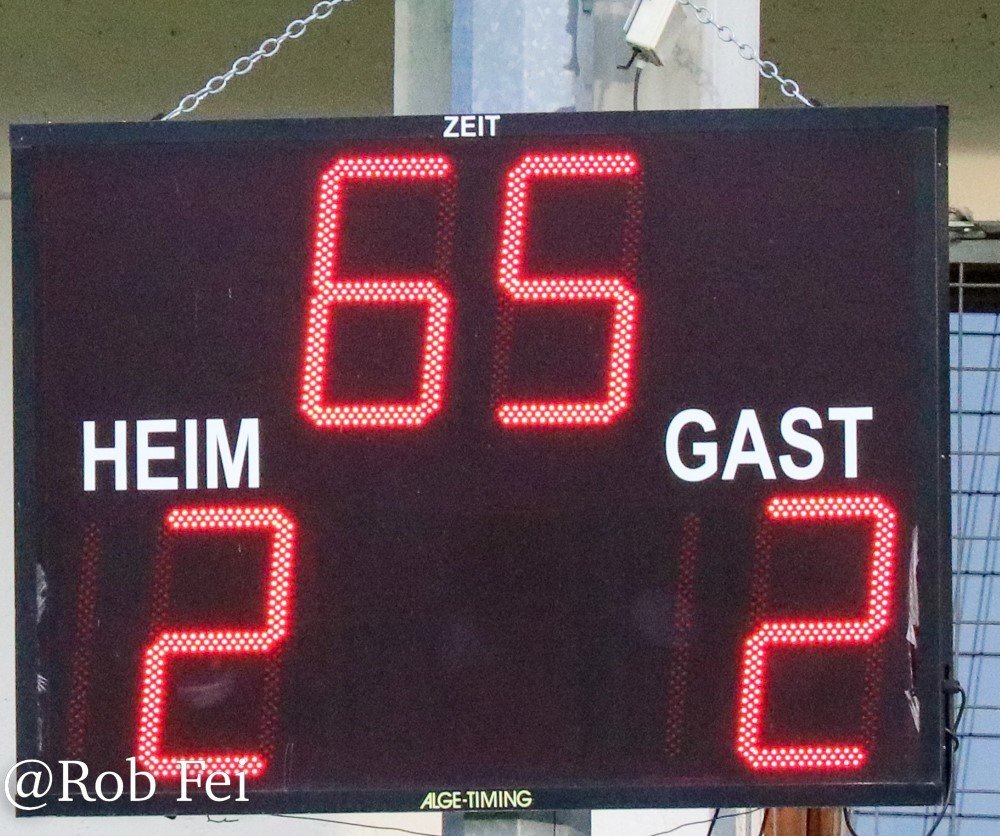 ZEIT
65
HEIM GAST
2 2
@Rob Fei
ALGE-TIMING